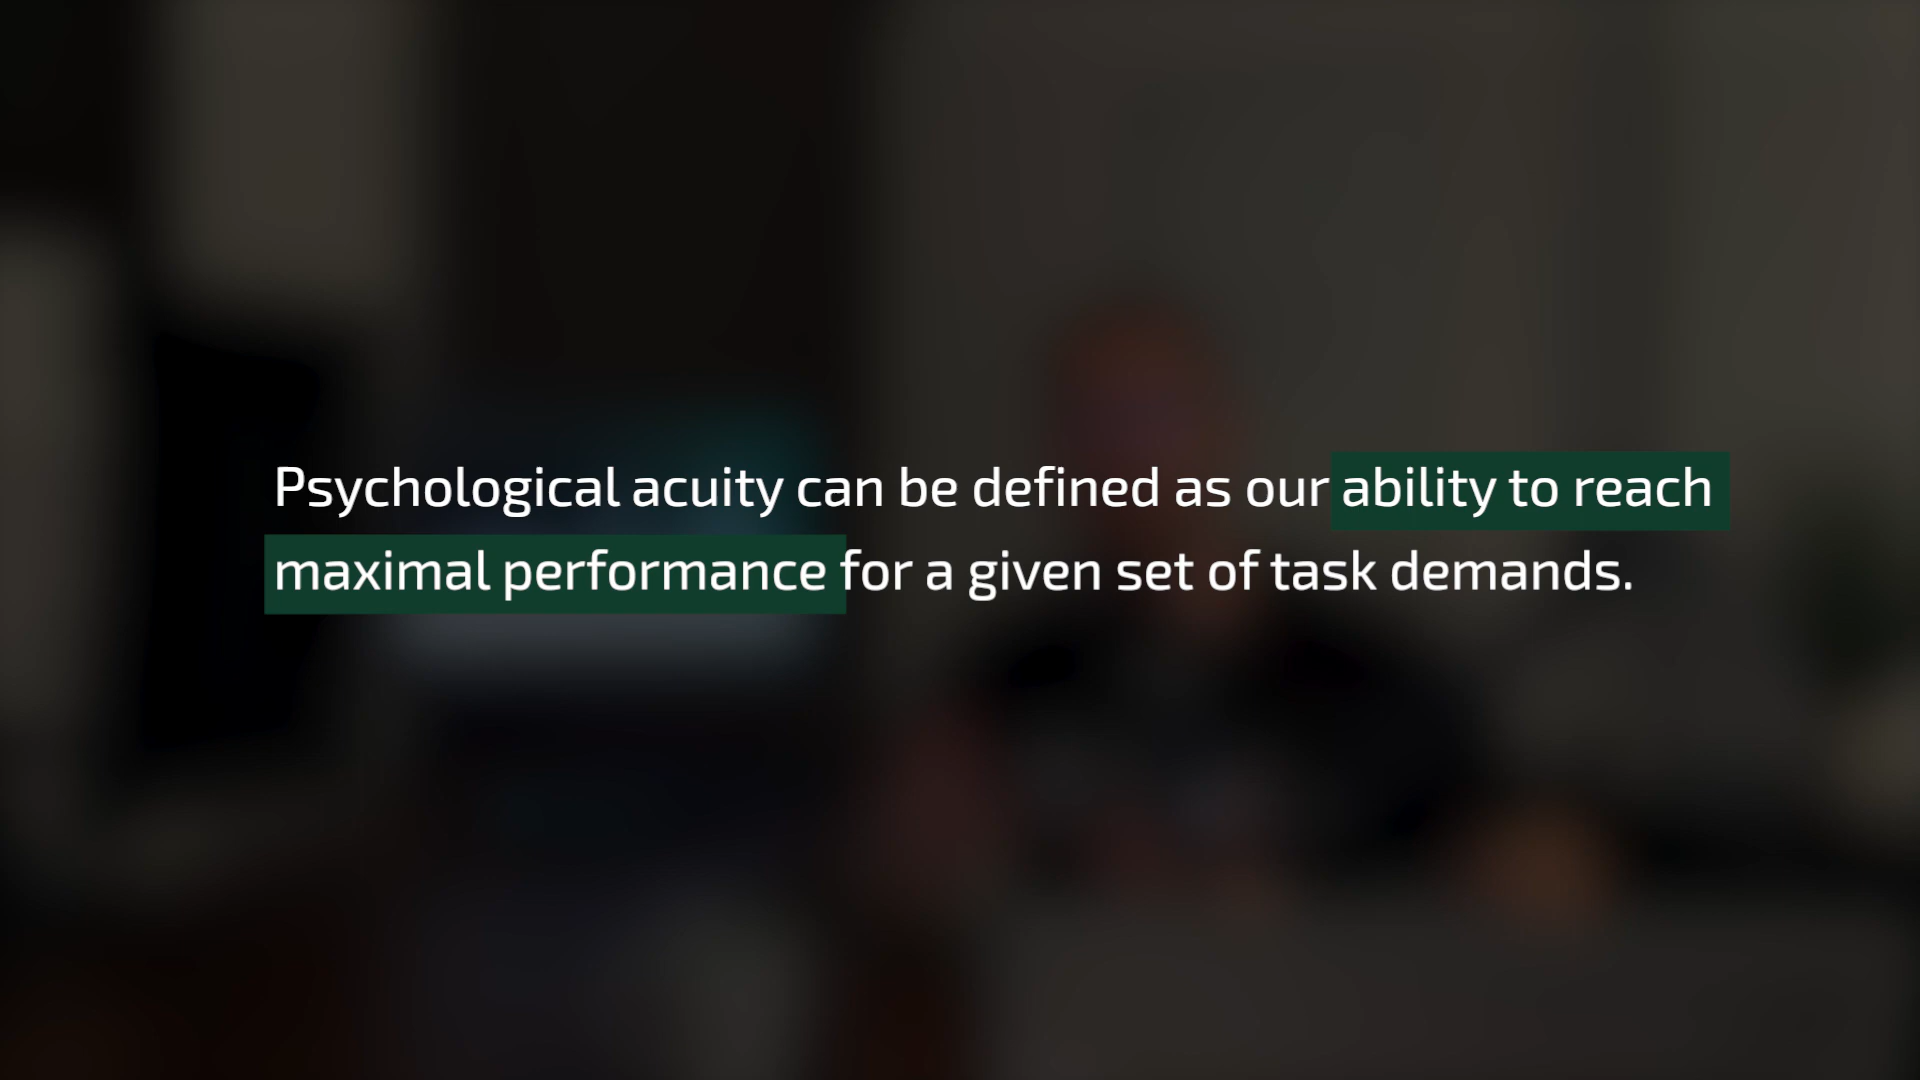 Psychological acuity can be defined as our ability to reach
maximal performance for a given set of task demands.